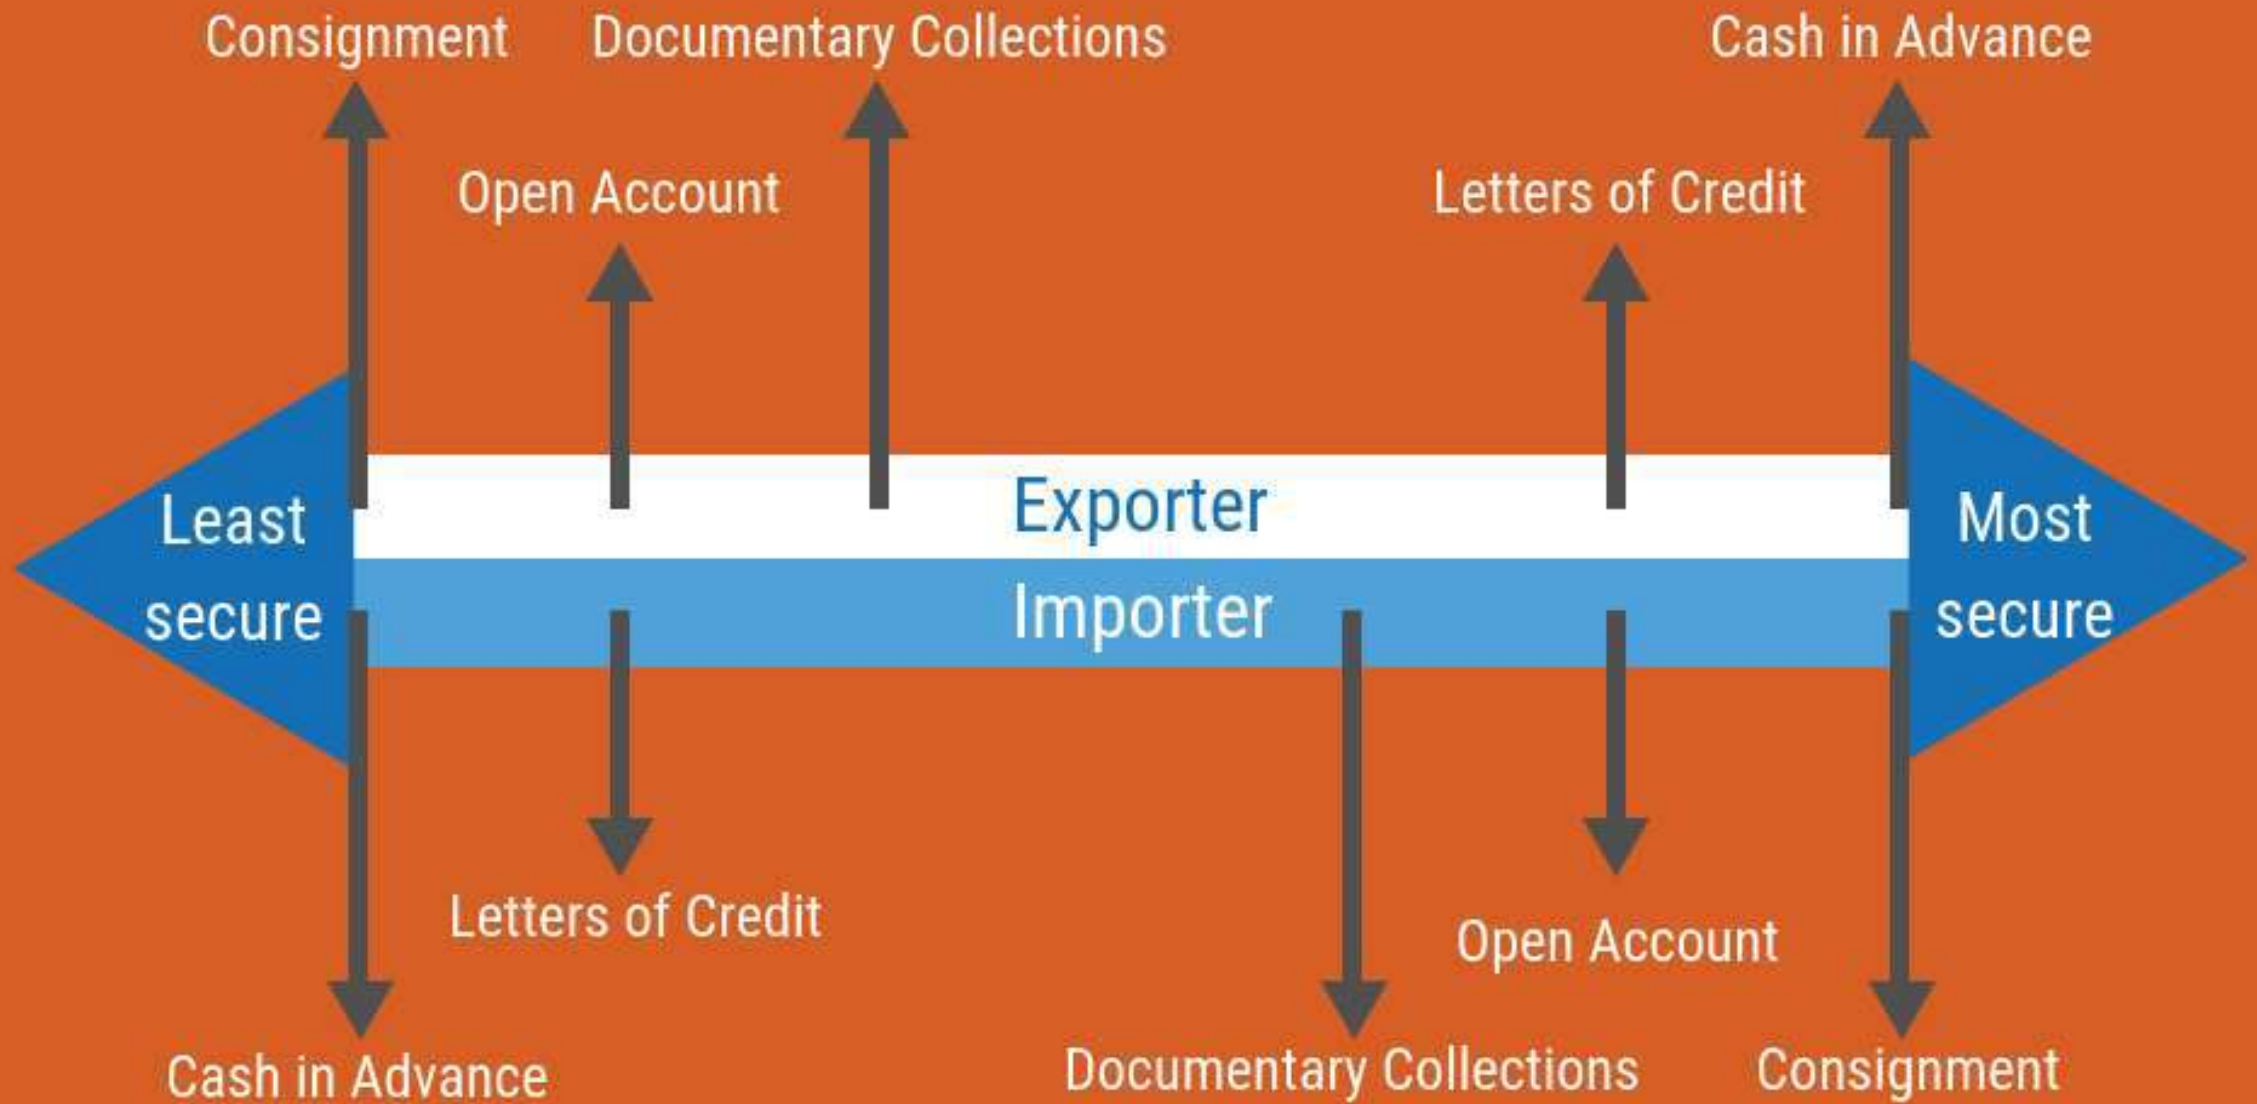 Consignment
Documentary Collections
Cash in Advance
Open Account
Letters of Credit
Least
secure
Exporter
Importer
Most
secure
Letters of Credit
Open Account
Cash in Advance
Documentary Collections
Consignment